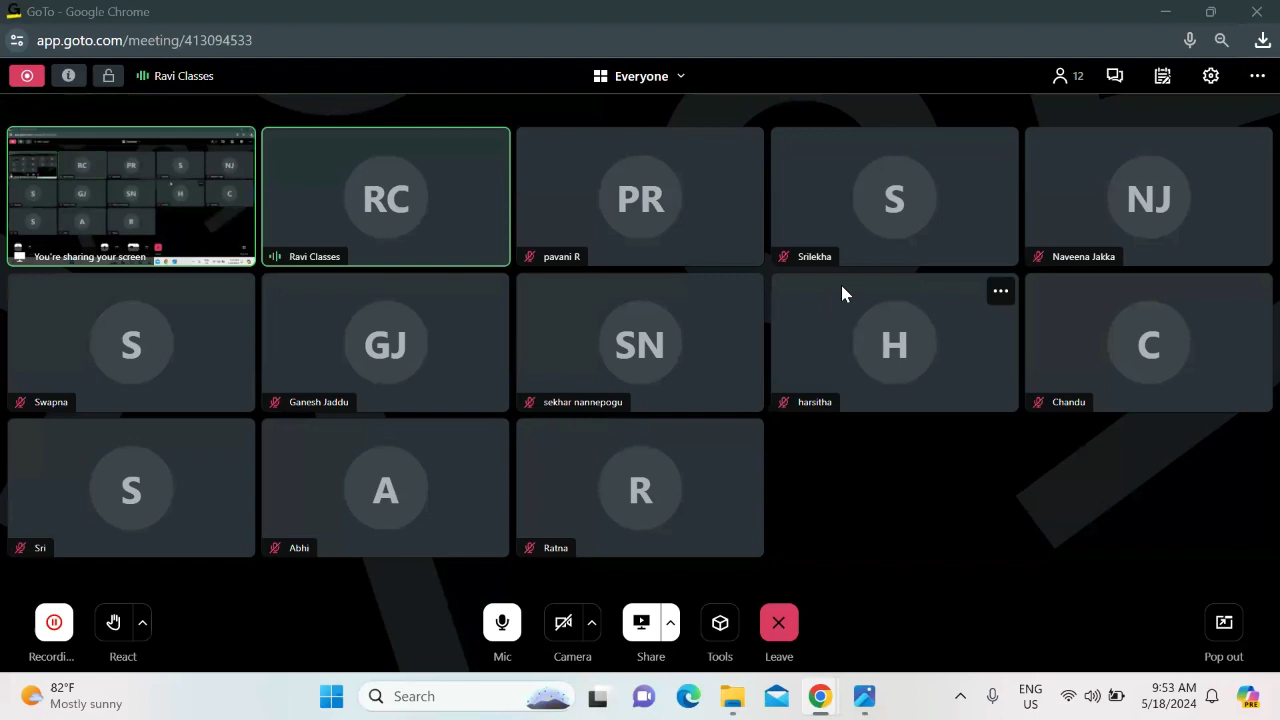 GoTo - Google Chrome
app.goto.com/meeting/413094533
Ravi Classes
Everyone
12
You're sharing your screen
RC
Ravi Classes
PR
pavani R
S
Srilekha
NJ
Naveena jaska
S
Swapna
GJ
Ganesh Jaddu
SN
sekhar nannepogu
H
harsitha
C
Chandu
S
Sri
A
Abhi
R
Ratna
Recordi...
React
Mic
Camera
Share
Tools
Leave
Pop out
82°F
Mostly sunny
Search
ENG
US
9:53 AM
5/18/2024
PRE